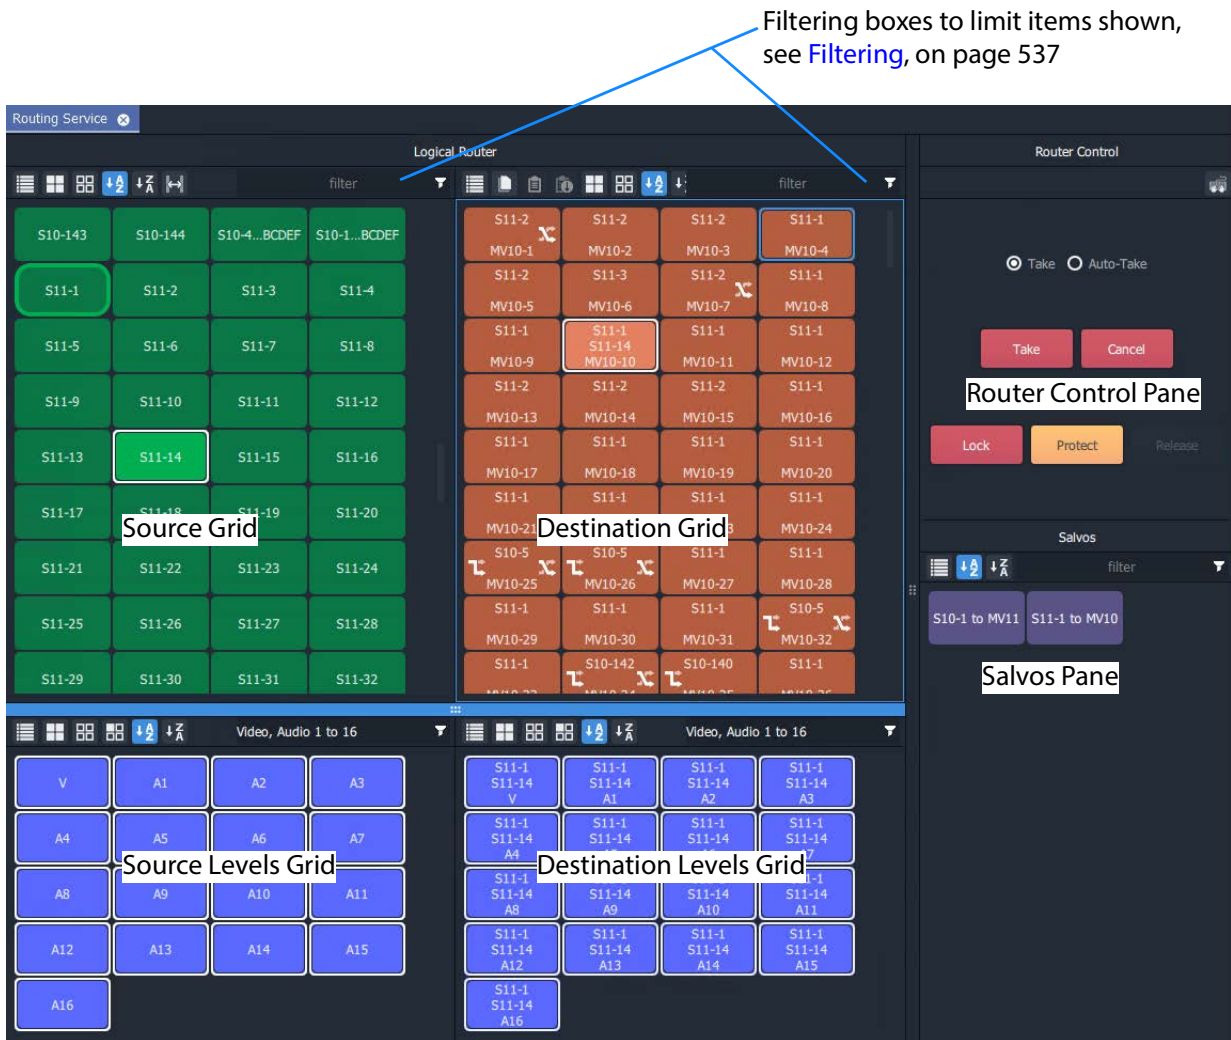 Filtering boxes to limit items shown,
see Filtering, on page 537
Routing Service
Logical Router
Router Control
filter
filter
S10-143 S10-144 S10-4...BCDEF S10-1...BCDEF
S11-1 S11-2 S11-3 S11-4
S11-5 S11-6 S11-7 S11-8
S11-9 S11-10 S11-11 S11-12
S11-13 S11-14 S11-15 S11-16
S11-17 S11-18 S11-19 S11-20
Source Grid
S11-21 S11-22 S11-23 S11-24
S11-25 S11-26 S11-27 S11-28
S11-29 S11-30 S11-31 S11-32
S11-2 S11-2 S11-2 S11-1
MV10-1 MV10-2 MV10-3 MV10-4
S11-2 S11-3 S11-2 S11-1
MV10-5 MV10-6 MV10-7 MV10-8
S11-1 S11-1 S11-1 S11-1
S11-14
MV10-9 MV10-10 MV10-11 MV10-12
S11-2 S11-2 S11-2 S11-1
MV10-13 MV10-14 MV10-15 MV10-16
S11-1 S11-1 S11-1 S11-1
MV10-17 MV10-18 MV10-19 MV10-20
S11-1 S11-1 S11-1 S11-1
MV10-21 3 MV10-24
Destination Grid
S10-5 S10-5 S11-1 S11-1
MV10-25 MV10-26 MV10-27 MV10-28
S11-1 S11-1 S11-1 S10-5
MV10-29 MV10-30 MV10-31 MV10-32
S11-1 S10-142 S10-140 S11-1
Take Auto-Take
Take Cancel
Router Control Pane
Lock Protect Release
Salvos
filter
S10-1 to MV11 S11-1 to MV10
Salvos Pane
Video, Audio 1 to 16
Video, Audio 1 to 16
V A1 A2 A3
A4 A5 A6 A7
Source Levels Grid
A8 A9 A10 A11
A12 A13 A14 A15
A16
S11-1 S11-1 S11-1 S11-1
S11-14 S11-14 S11-14 S11-14
V A1 A2 A3
S11-1 S11-1 S11-1 S11-1
S11-14 S11-14 S11-14 S11-14
A4 7
Destination Levels Grid
S11-1 -1
S11-14 S11-14 S11-14 S11-14
A8 A9 A10 A11
S11-1 S11-1 S11-1 S11-1
S11-14 S11-14 S11-14 S11-14
A12 A13 A14 A15
S11-1
S11-14
A16